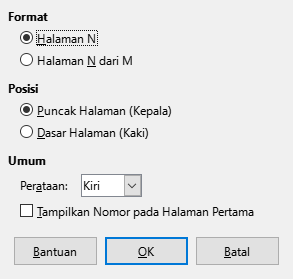 Format
Halaman N
Halaman N dari M
Posisi
Puncak Halaman (Kepala)
Dasar Halaman (Kaki)
Umum
Perataan: Kiri
Tampilkan Nomor pada Halaman Pertama
Bantuan OK Batal